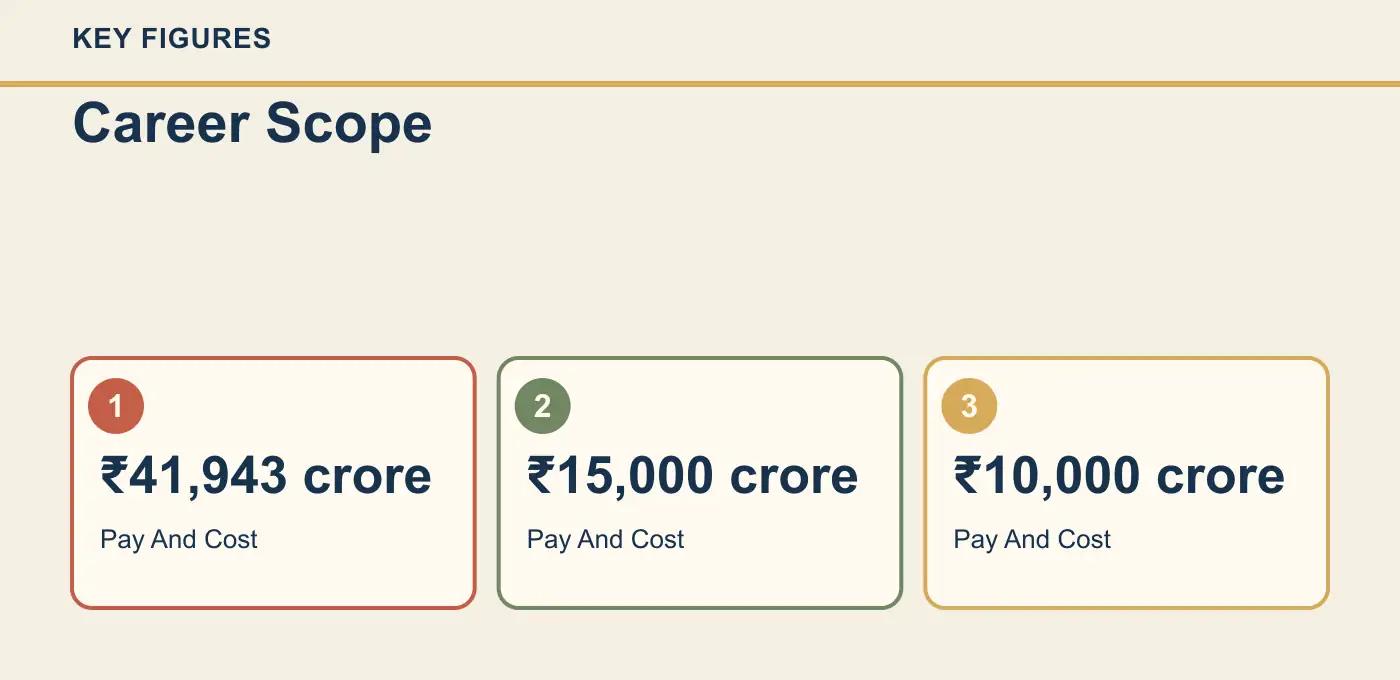 KEY FIGURES
Career Scope
1
₹41,943 crore
Pay And Cost
2
₹15,000 crore
Pay And Cost
3
₹10,000 crore
Pay And Cost